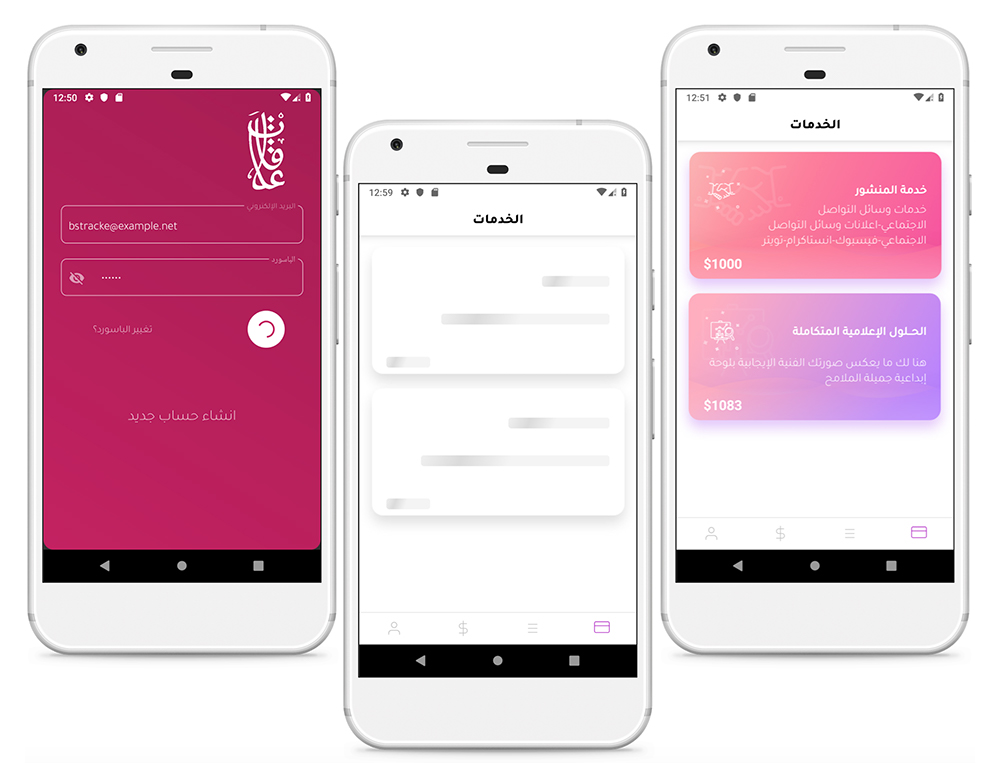 12:50
علاقات
البريد الإلكتروني
bstracke@example.net
الباسورد
······
تغيير الباسورد؟
انشاء حساب جديد
12:59
الخدمات
12:51
الخدمات
خدمة المنشور
خدمات وسائل التواصل
الاجتماعي-اعلانات وسائل التواصل
الاجتماعي-فيسبوك-انستاكرام-تويتر
$1000
الحـلول الإعلامية المتكاملة
هنا لك ما يعكس صورتك الفنية الإيجابية بلوحة
إبداعية جميلة الملامح
$1083